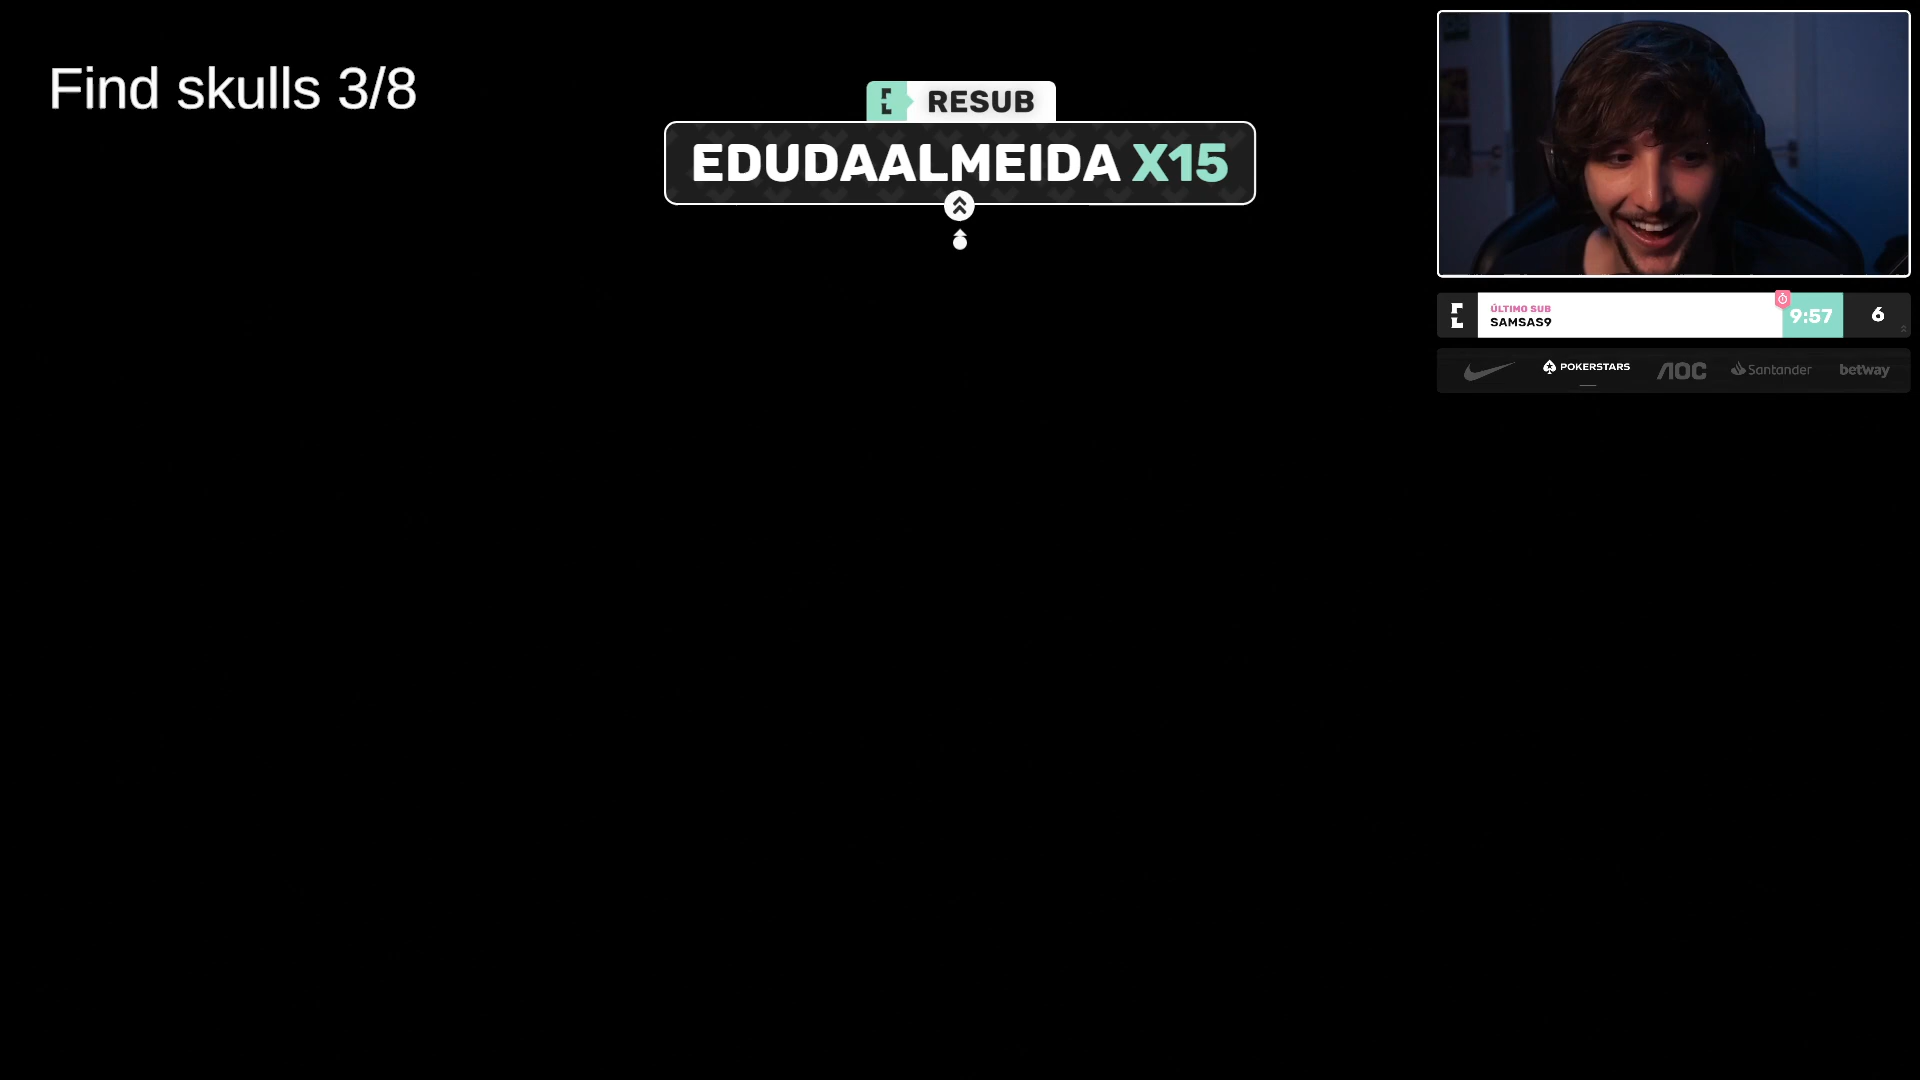 Find skulls 3/8
RESUB
EDUDAALMEIDA X15
ÚLTIMO SUB
SAMSAS9
9:57
6
POKERSTARS
AOC
Santander
betway